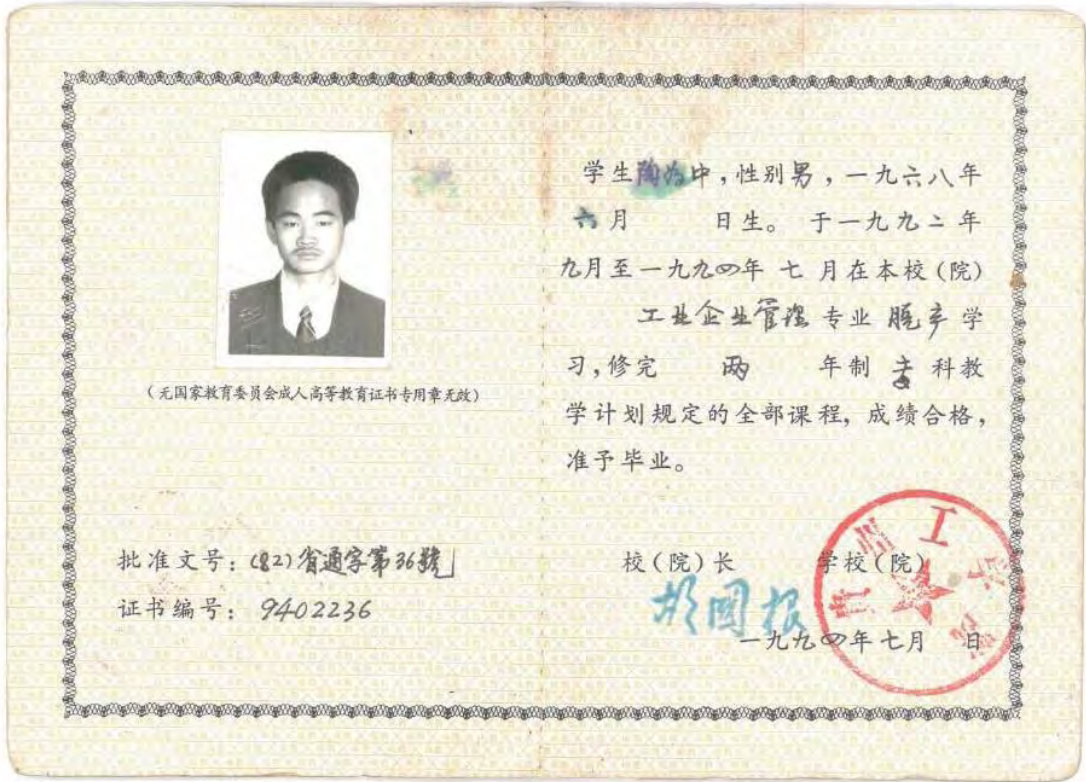 (无国家教育委员会成人高等教育证书专用章无效)
批准文号：(82)省通字第36號
证书编号：9402236
学生陶为中，性别男，一九六八年
六月 日生。于一九九二年
九月至一九九四年 七 月在本校(院)
工业企业管理 专业 脱产 学
习，修完 两 年制 专 科教
学计划规定的全部课程，成绩合格，
准予毕业。
校(院)长 学校(院)
国根
一九九四年七月 日
工学院